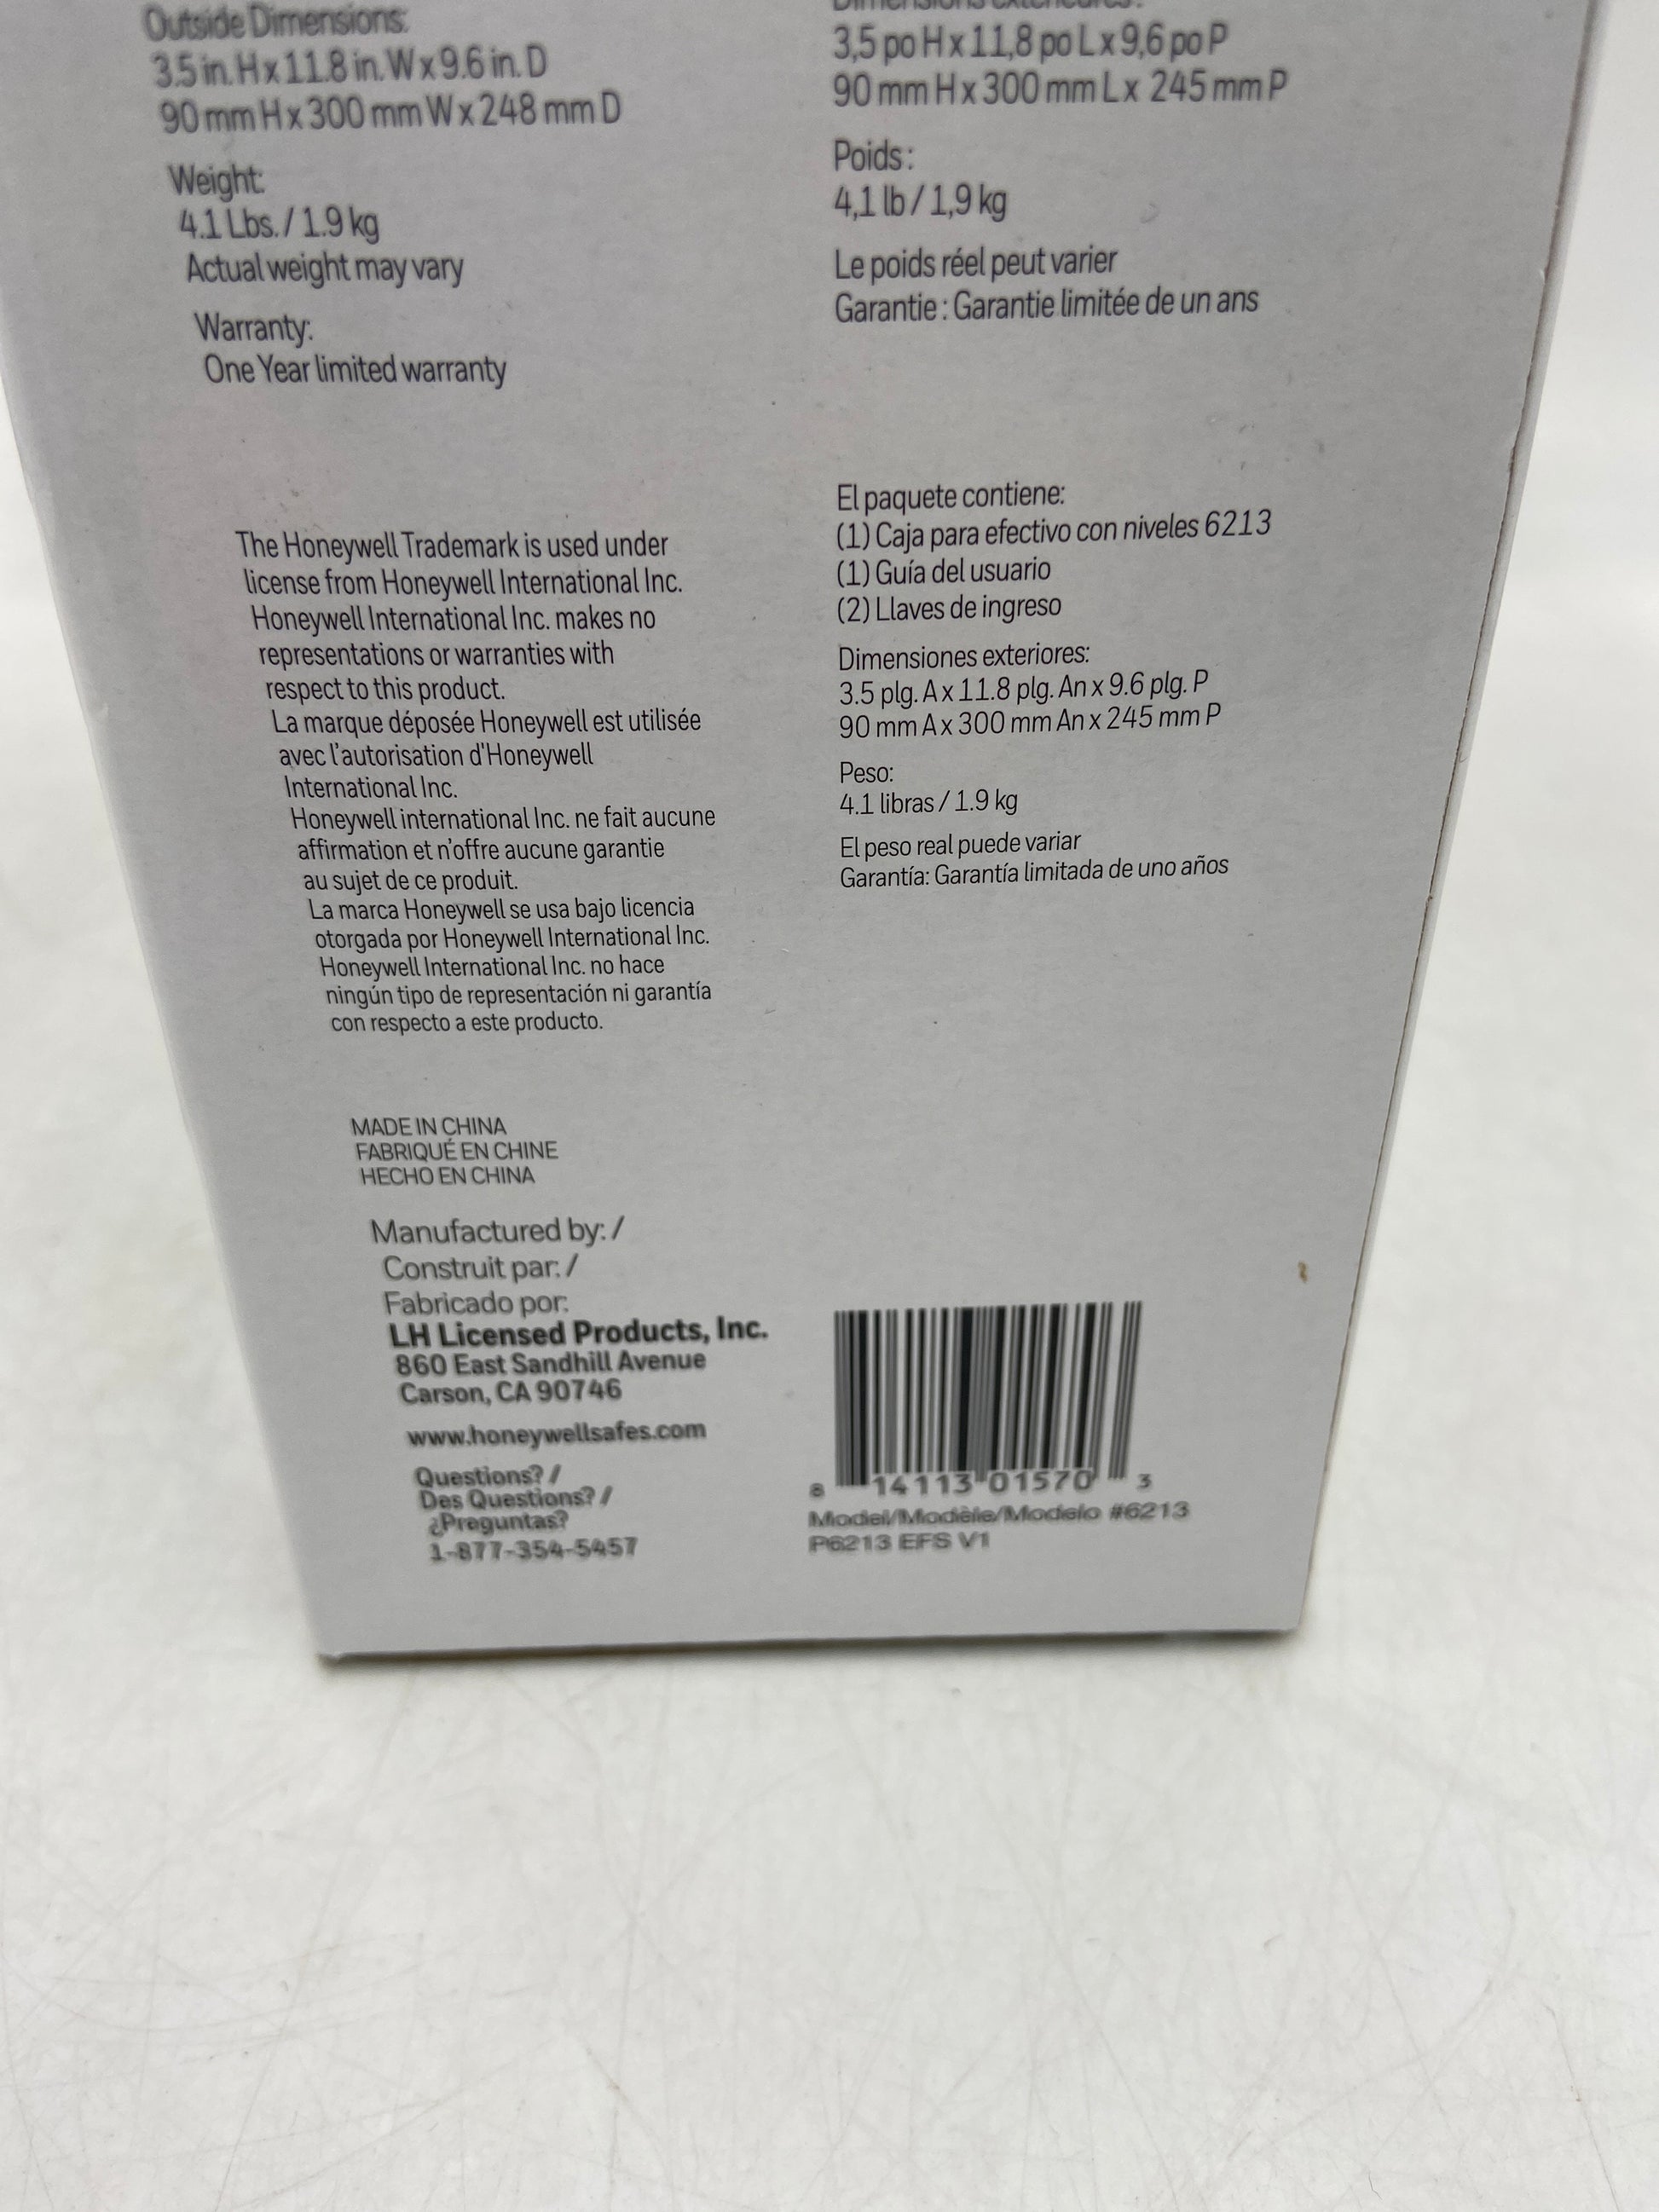 Outside Dimensions:
3.5 in. H x 11.8 in. W x 9.6 in. D
90 mm H x 300 mm W x 248 mm D
Weight:
4.1 Lbs. / 1.9 kg
Actual weight may vary
Warranty:
One Year limited warranty
Dimensions extérieures :
3,5 po H x 11,8 po L x 9,6 po P
90 mm H x 300 mm L x 245 mm P
Poids :
4,1 lb / 1,9 kg
Le poids réel peut varier
Garantie : Garantie limitée de un ans
The Honeywell Trademark is used under
license from Honeywell International Inc.
Honeywell International Inc. makes no
representations or warranties with
respect to this product.
La marque déposée Honeywell est utilisée
avec l'autorisation d'Honeywell
International Inc.
Honeywell international Inc. ne fait aucune
affirmation et n'offre aucune garantie
au sujet de ce produit.
La marca Honeywell se usa bajo licencia
otorgada por Honeywell International Inc.
Honeywell International Inc. no hace
ningún tipo de representación ni garantía
con respecto a este producto.
El paquete contiene:
(1) Caja para efectivo con niveles 6213
(1) Guía del usuario
(2) Llaves de ingreso
Dimensiones exteriores:
3.5 plg. A x 11.8 plg. An x 9.6 plg. P
90 mm A x 300 mm An x 245 mm P
Peso:
4.1 libras / 1.9 kg
El peso real puede variar
Garantía: Garantía limitada de uno años
MADE IN CHINA
FABRIQUÉ EN CHINE
HECHO EN CHINA
Manufactured by: /
Construit par: /
Fabricado por:
LH Licensed Products, Inc.
860 East Sandhill Avenue
Carson, CA 90746
www.honeywellsafes.com
Questions? /
Des Questions? /
¿Preguntas?
1-877-354-5457
8 14113 01570 3
Model/Modèle/Modelo #6213
P6213 EFS V1